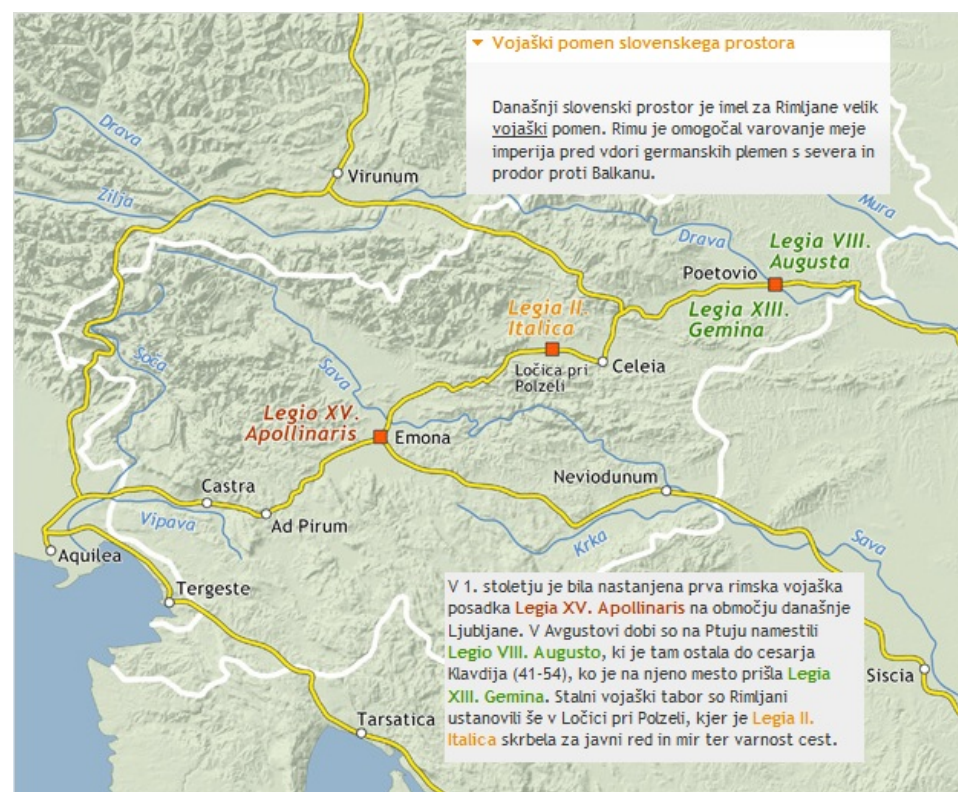 Vojaški pomen slovenskega prostora
Današnji slovenski prostor je imel za Rimljane velik
vojaški pomen. Rimu je omogočal varovanje meje
imperija pred vdori germanskih plemen s severa in
prodor proti Balkanu.
Drava
Virunum
Zilja
Mura
Drava
Legia VIII.
Augusta
Poetovio
Legia XIII.
Gemina
Legia II.
Italica
Soča
Sava
Ločica pri
Polzeli
Celeia
Legio XV.
Apollinaris
Emona
Neviodunum
Castra
Vipava
Ad Pirum
Krka
Sava
Aquilea
Tergeste
Siscia
Tarsatica
V 1. stoletju je bila nastanjena prva rimska vojaška
posadka Legia XV. Apollinaris na območju današnje
Ljubljane. V Avgustovi dobi so na Ptuju namestili
Legio VIII. Augusto, ki je tam ostala do cesarja
Klavdija (41-54), ko je na njeno mesto prišla Legia
XIII. Gemina. Stalni vojaški tabor so Rimljani
ustanovili še v Ločici pri Polzeli, kjer je Legia II.
Italica skrbela za javni red in mir ter varnost cest.